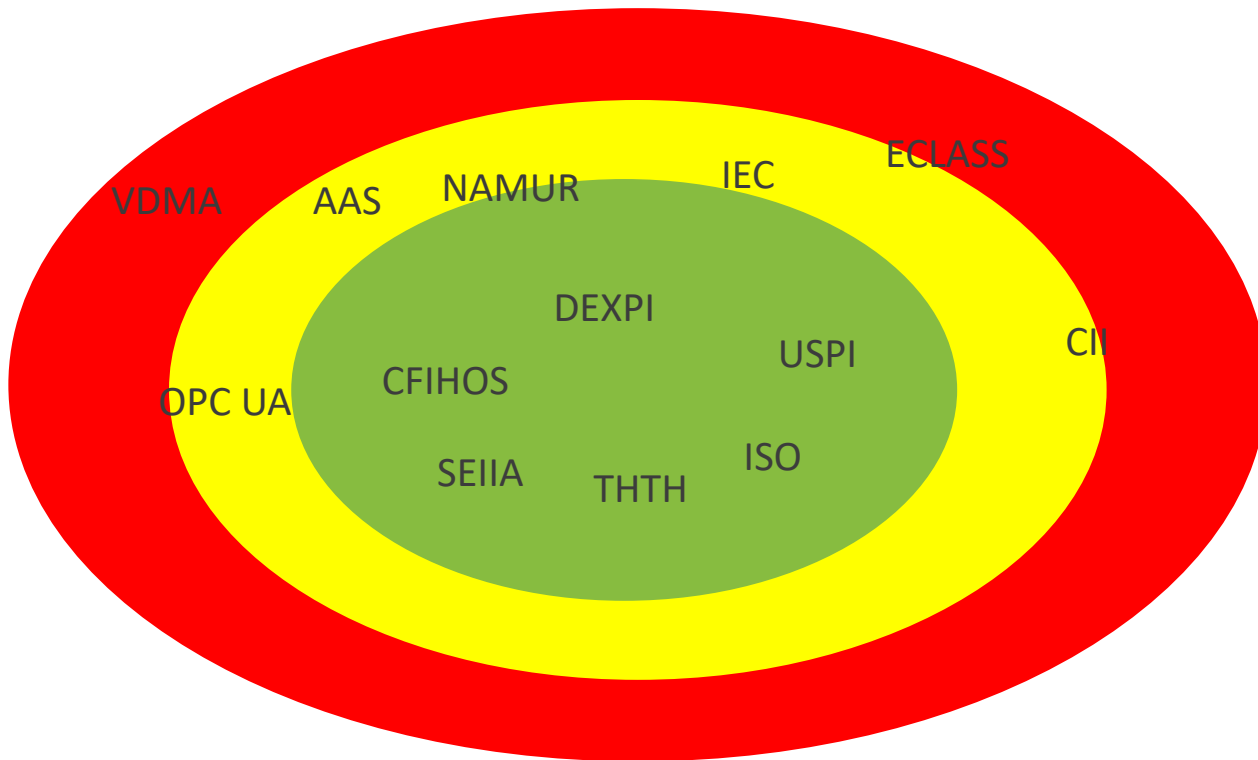 ECLASS
IEC
NAMUR
AAS
VDMA
DEXPI
CII
USPI
CFIHOS
OPC UA
ISO
SEIIA
THTH